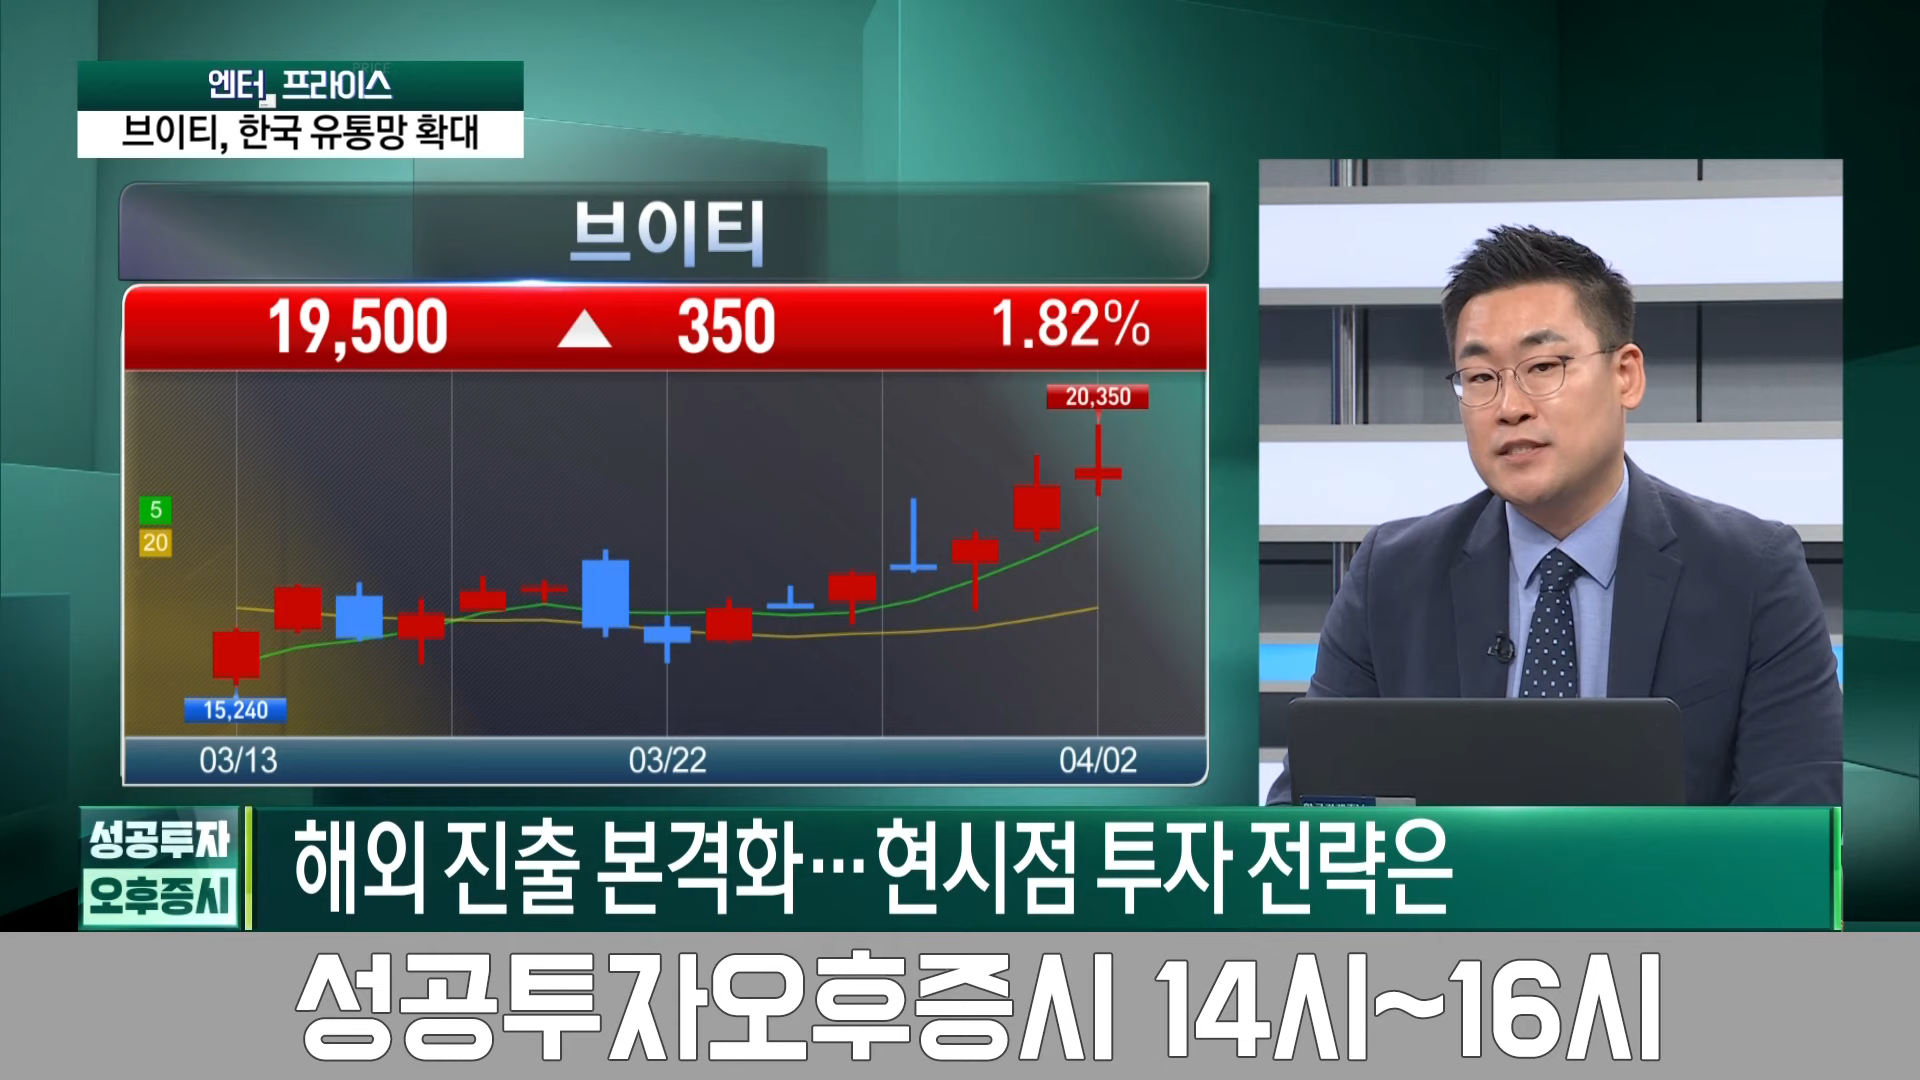 PRICE
엔터 프라이스
브이티, 한국 유통망 확대
브이티
19,500 ▲ 350 1.82%
20,350
5
20
15,240
03/13 03/22 04/02
성공투자
오후증시
해외 진출 본격화…현시점 투자 전략은
성공투자오후증시 14시~16시